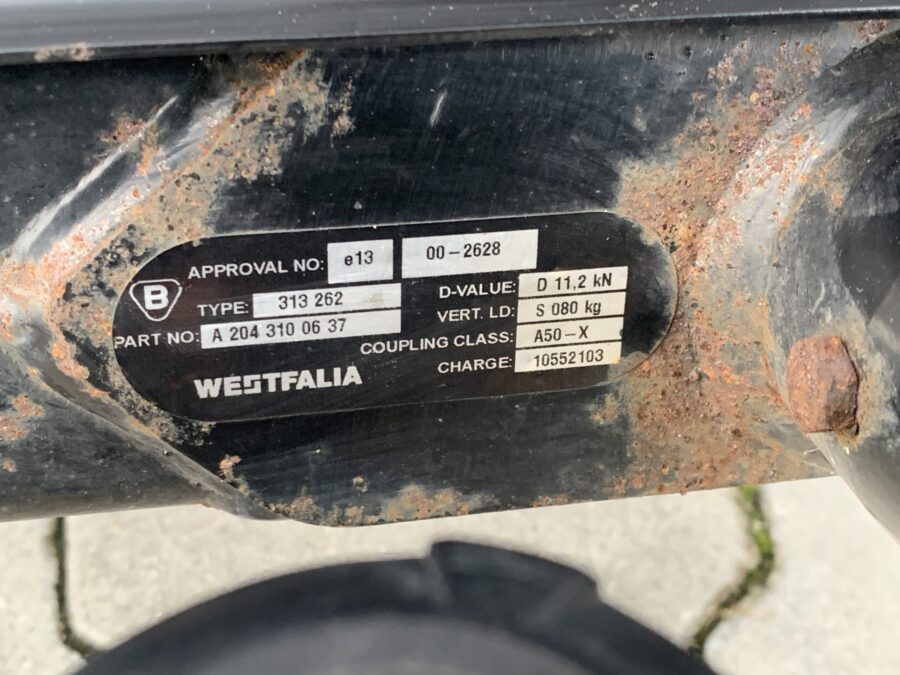 APPROVAL NO: e13 00-2628
B
TYPE: 313 262
PART NO: A 204 310 06 37
D-VALUE: D 11,2 kN
VERT. LD: S 080 kg
COUPLING CLASS: A50-X
CHARGE: 10552103
WESTFALIA